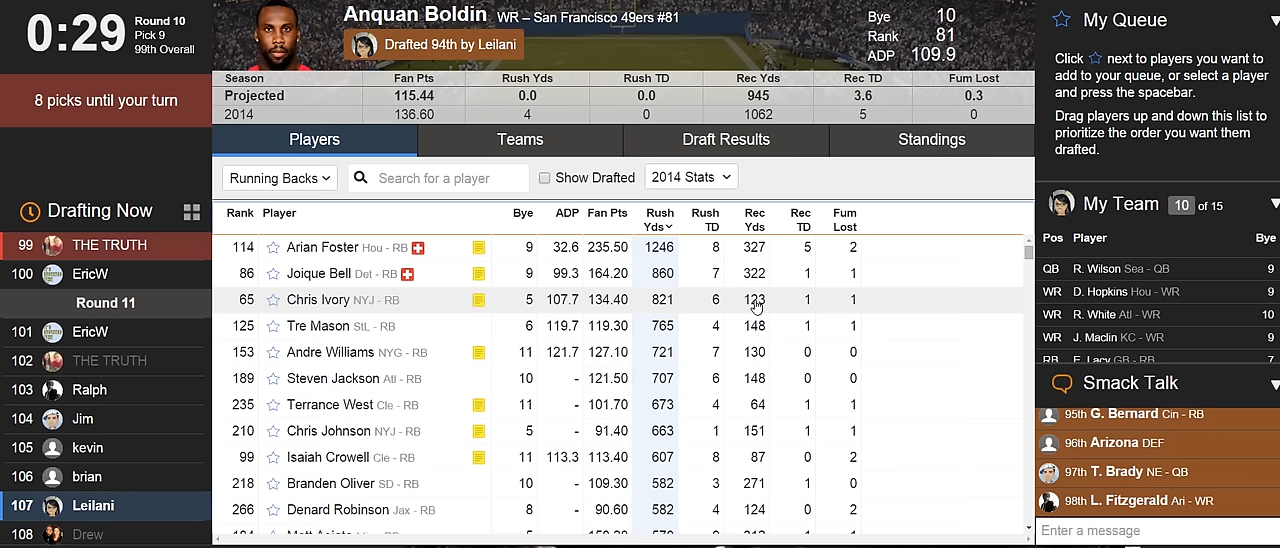 0:29
Round 10
Pick 9
99th Overall
8 picks until your turn
Drafting Now
99 THE TRUTH
100 EricW
Round 11
101 EricW
102 THE TRUTH
103 Ralph
104 Jim
105 kevin
106 brian
107 Leilani
108 Drew
Anquan Boldin WR – San Francisco 49ers #81
Drafted 94th by Leilani
Bye 10
Rank 81
ADP 109.9
Season Fan Pts Rush Yds Rush TD Rec Yds Rec TD Fum Lost
Projected 115.44 0.0 0.0 945 3.6 0.3
2014 136.60 4 0 1062 5 0
Players Teams Draft Results Standings
Running Backs Search for a player Show Drafted 2014 Stats
Rank Player Bye ADP Fan Pts Rush Yds Rush TD Rec Yds Rec TD Fum Lost
114 Arian Foster Hou - RB 9 32.6 235.50 1246 8 327 5 2
86 Joique Bell Det - RB 9 99.3 164.20 860 7 322 1 1
65 Chris Ivory NYJ - RB 5 107.7 134.40 821 6 123 1 1
125 Tre Mason StL - RB 6 119.7 119.30 765 4 148 1 1
153 Andre Williams NYG - RB 11 121.7 127.10 721 7 130 0 0
189 Steven Jackson Atl - RB 10 - 121.50 707 6 148 0 0
235 Terrance West Cle - RB 11 - 101.70 673 4 64 1 1
210 Chris Johnson NYJ - RB 5 - 91.40 663 1 151 1 1
99 Isaiah Crowell Cle - RB 11 113.3 113.40 607 8 87 0 2
218 Branden Oliver SD - RB 10 - 109.30 582 3 271 0 1
266 Denard Robinson Jax - RB 8 - 90.60 582 4 124 0 2
My Queue
Click next to players you want to
add to your queue, or select a player
and press the spacebar.
Drag players up and down this list to
prioritize the order you want them
drafted.
My Team 10 of 15
Pos Player Bye
QB R. Wilson Sea - QB 9
WR D. Hopkins Hou - WR 9
WR R. White Atl - WR 10
WR J. Maclin KC - WR 9
RB E. Lacy GB - RB 7
Smack Talk
95th G. Bernard Cin - RB
96th Arizona DEF
97th T. Brady NE - QB
98th L. Fitzgerald Ari - WR
Enter a message